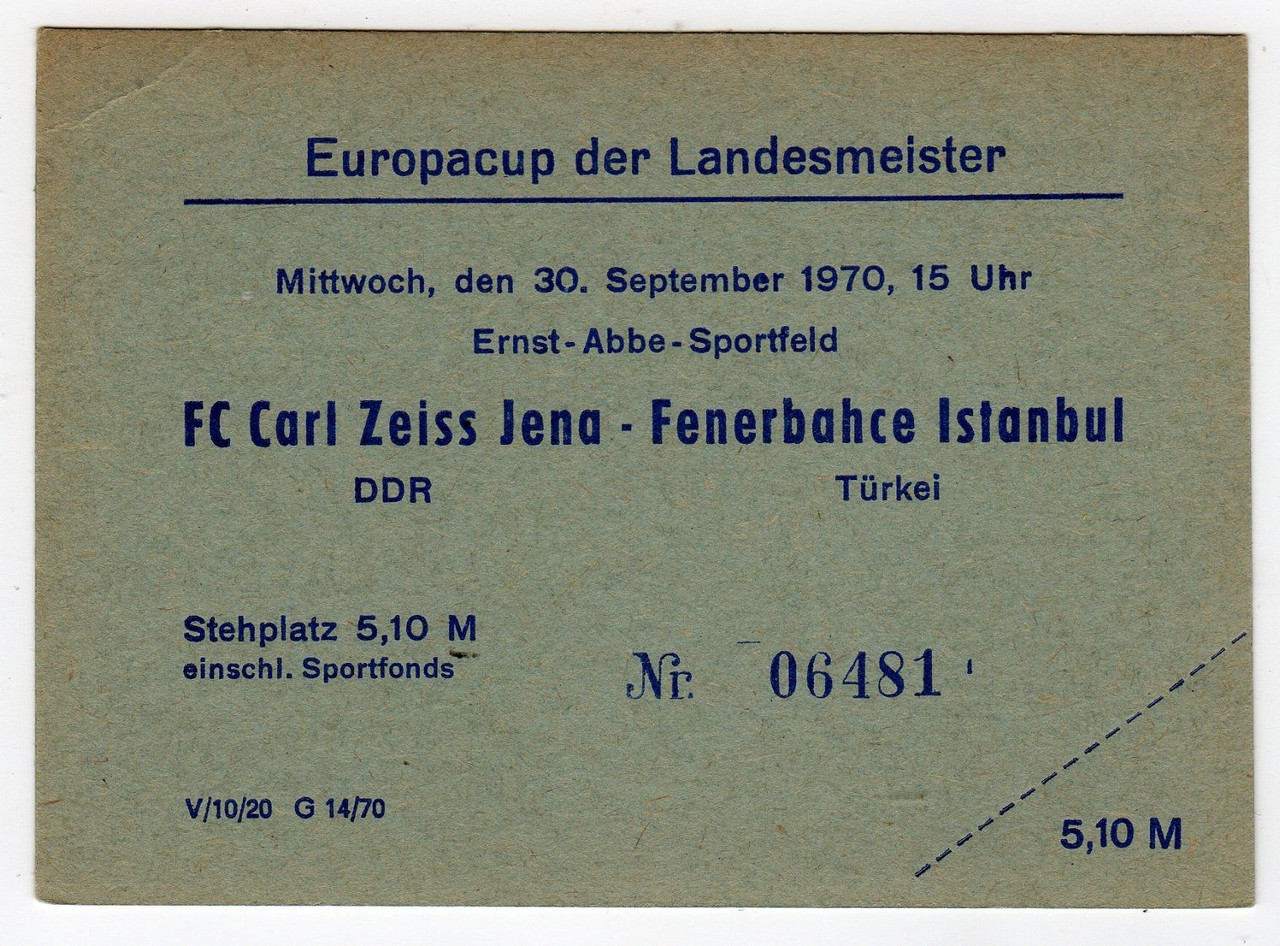 Europacup der Landesmeister
Mittwoch, den 30. September 1970, 15 Uhr
Ernst-Abbe-Sportfeld
FC Carl Zeiss Jena - Fenerbahce Istanbul
DDR Türkei
Stehplatz 5,10 M
einschl. Sportfonds
Nr. 06481
V/10/20 G 14/70
5,10 M